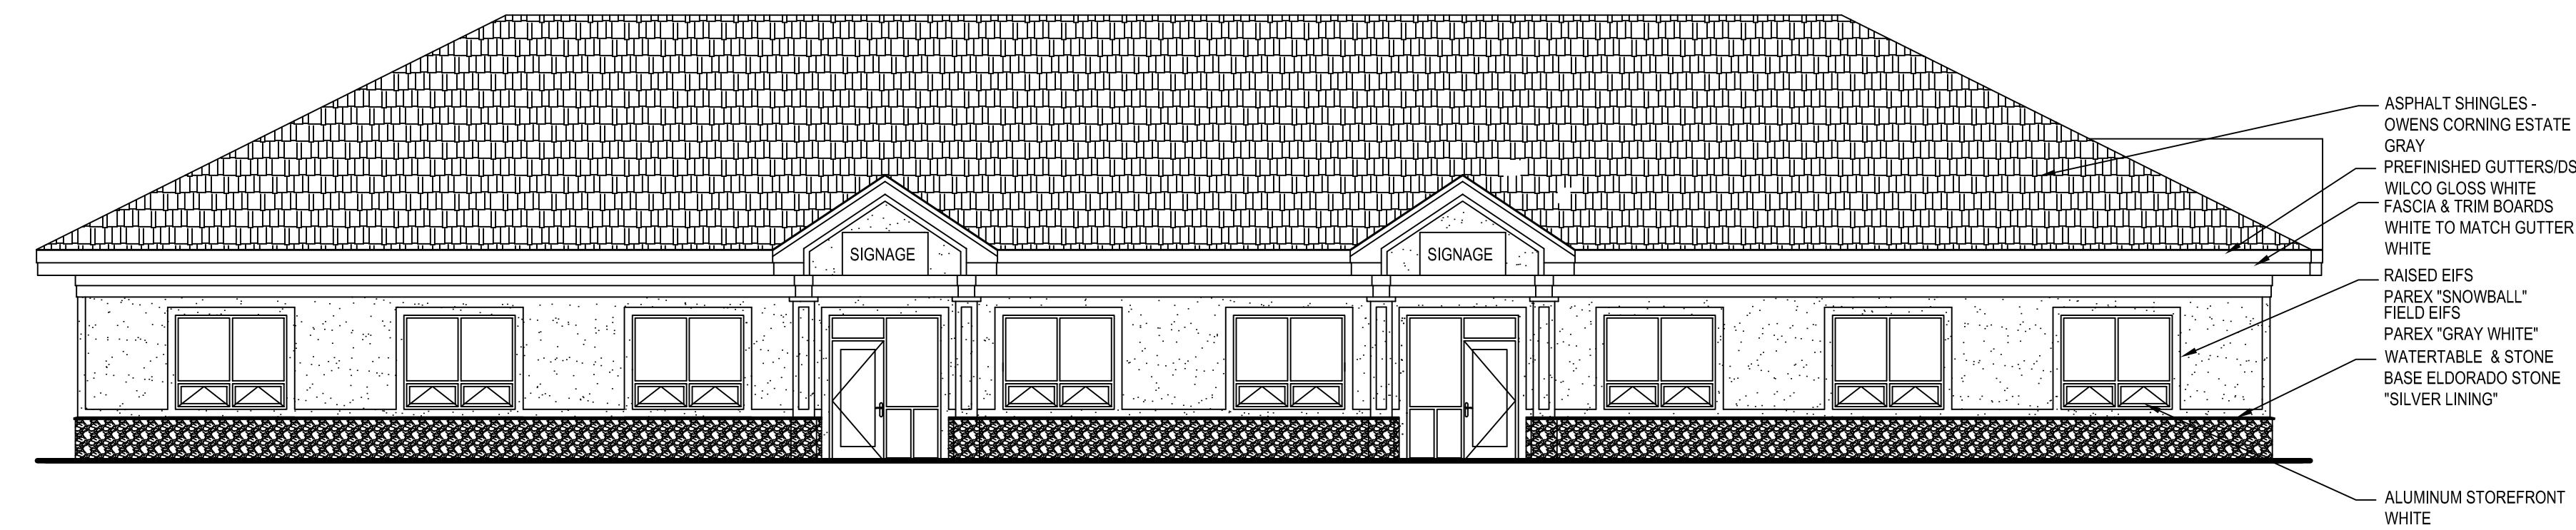 ASPHALT SHINGLES -
OWENS CORNING ESTATE
GRAY
PREFINISHED GUTTERS/DS
WILCO GLOSS WHITE
FASCIA & TRIM BOARDS
WHITE TO MATCH GUTTER
WHITE
SIGNAGE
SIGNAGE
RAISED EIFS
PAREX "SNOWBALL"
FIELD EIFS
PAREX "GRAY WHITE"
WATERTABLE & STONE
BASE ELDORADO STONE
"SILVER LINING"
ALUMINUM STOREFRONT
WHITE